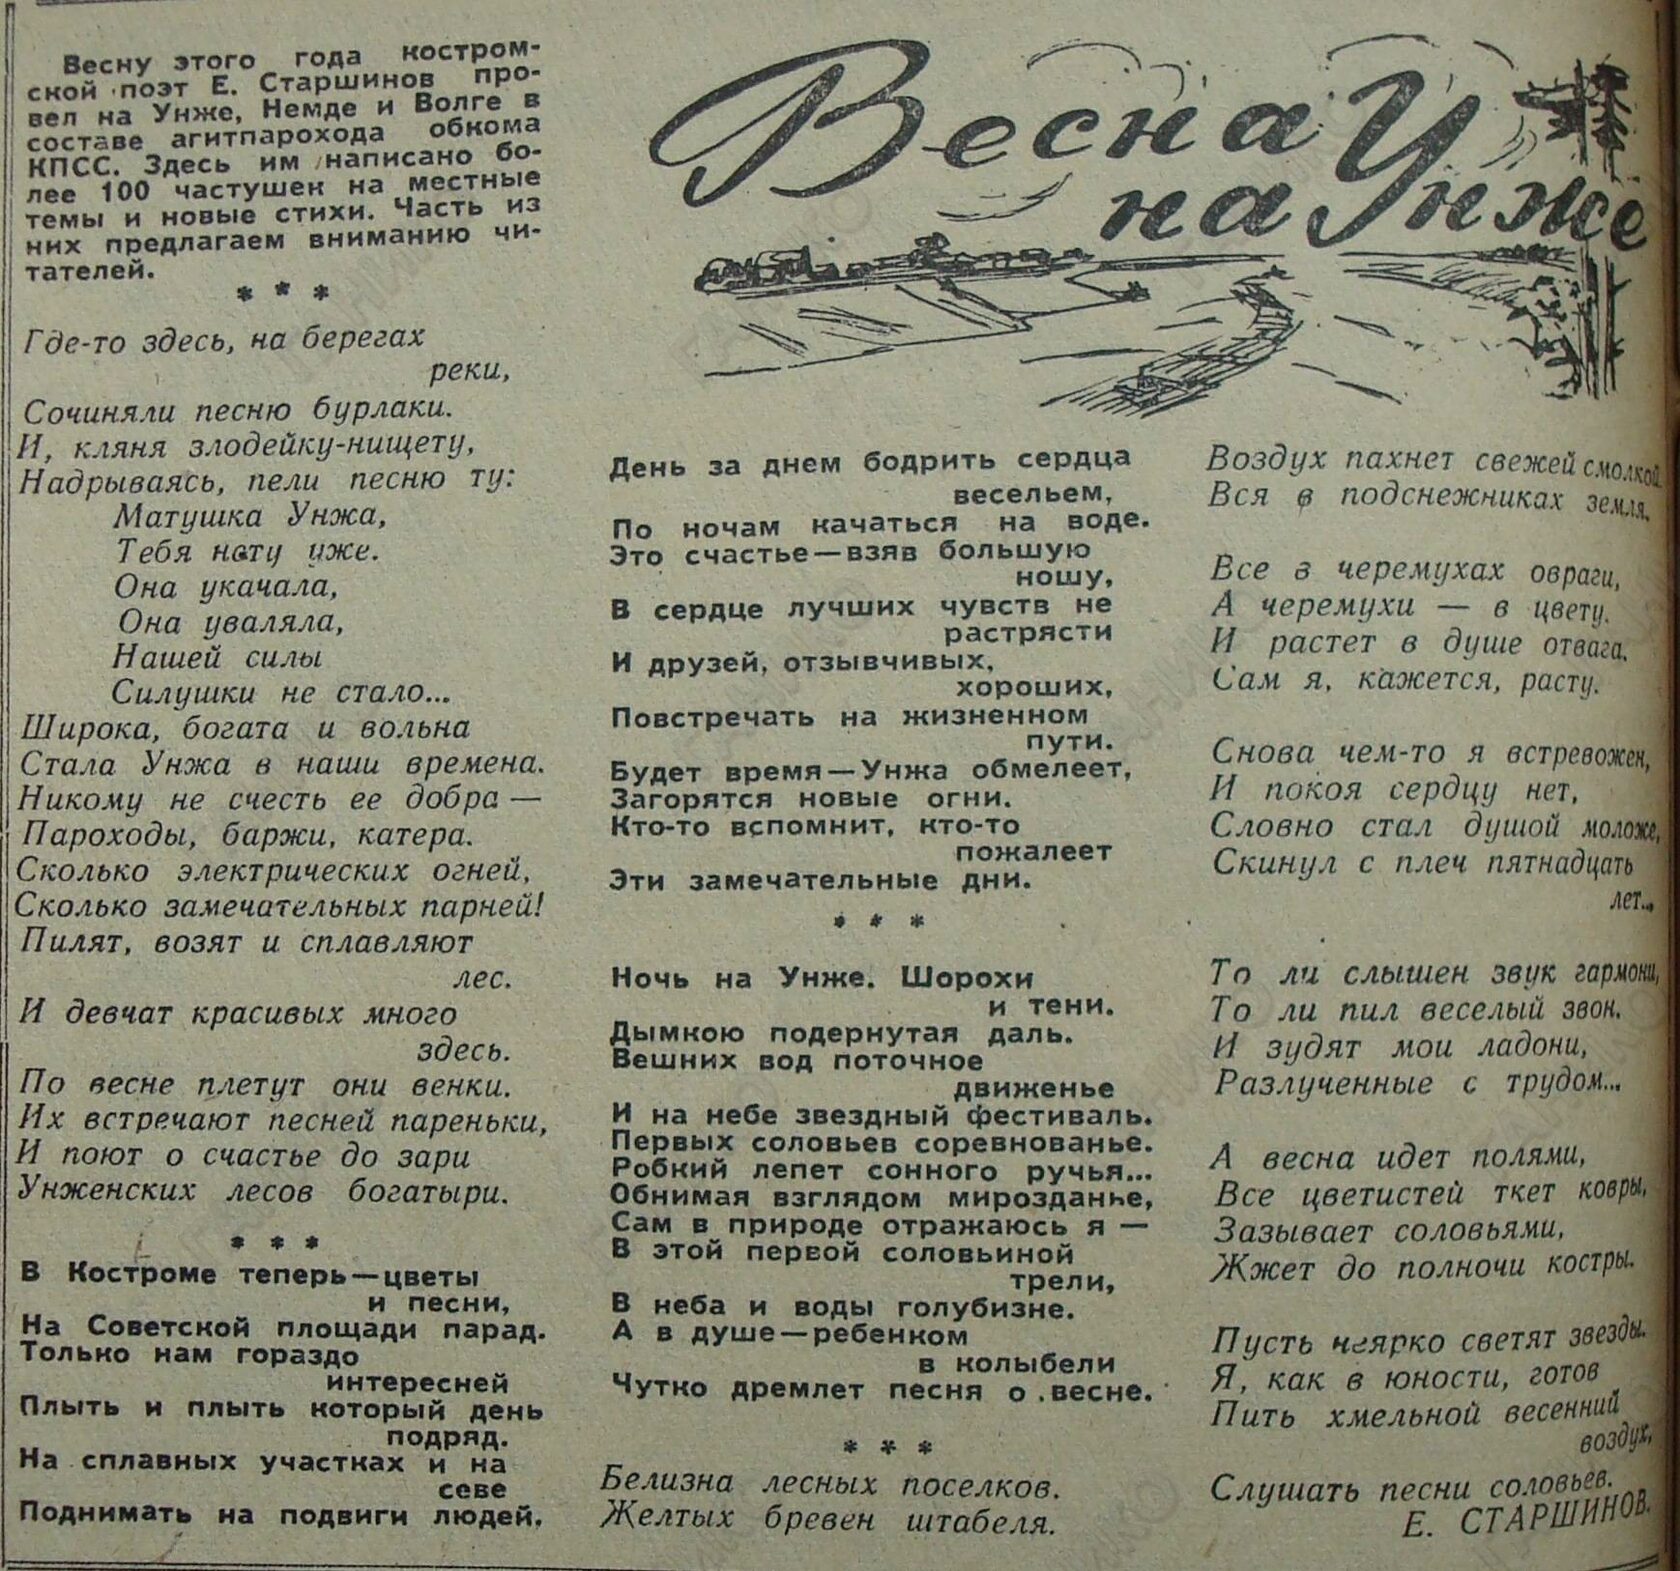 Весну этого года костром-
ской поэт Е. Старшинов про-
вел на Унже, Немде и Волге в
составе агитпарохода обкома
КПСС. Здесь им написано бо-
лее 100 частушек на местные
темы и новые стихи. Часть из
них предлагаем вниманию чи-
тателей.
* * *
Где-то здесь, на берегах
реки,
Сочиняли песню бурлаки.
И, кляня злодейку-нищету,
Надрываясь, пели песню ту:
Матушка Унжа,
Тебя нету уже.
Она укачала,
Она уваляла,
Нашей силы
Силушки не стало...
Широка, богата и вольна
Стала Унжа в наши времена.
Никому не счесть ее добра —
Пароходы, баржи, катера.
Сколько электрических огней,
Сколько замечательных парней!
Пилят, возят и сплавляют
лес.
И девчат красивых много
здесь.
По весне плетут они венки.
Их встречают песней пареньки,
И поют о счастье до зари
Унженских лесов богатыри.
* * *
В Костроме теперь—цветы
и песни,
На Советской площади парад.
Только нам гораздо
интересней
Плыть и плыть который день
подряд.
На сплавных участках и на
севе
Поднимать на подвиги людей,
Весна
на Унже
День за днем бодрить сердца
весельем,
По ночам качаться на воде.
Это счастье—взяв большую
ношу,
В сердце лучших чувств не
растрясти
И друзей, отзывчивых,
хороших,
Повстречать на жизненном
пути.
Будет время—Унжа обмелеет,
Загорятся новые огни.
Кто-то вспомнит, кто-то
пожалеет
Эти замечательные дни.
* * *
Ночь на Унже. Шорохи
и тени.
Дымкою подернутая даль.
Вешних вод поточное
движенье
И на небе звездный фестиваль.
Первых соловьев соревнованье.
Робкий лепет сонного ручья...
Обнимая взглядом мирозданье,
Сам в природе отражаюсь я —
В этой первой соловьиной
трели,
В неба и воды голубизне.
А в душе—ребенком
в колыбели
Чутко дремлет песня о весне.
* * *
Белизна лесных поселков.
Желтых бревен штабеля.
Воздух пахнет свежей смолкой.
Вся в подснежниках земля.
Все в черемухах овраги,
А черемухи — в цвету.
И растет в душе отвага.
Сам я, кажется, расту.
Снова чем-то я встревожен,
И покоя сердцу нет,
Словно стал душой моложе,
Скинул с плеч пятнадцать
лет...
То ли слышен звук гармони,
То ли пил веселый звон.
И зудят мои ладони,
Разлученные с трудом...
А весна идет полями,
Все цветистей ткет ковры,
Зазывает соловьями,
Жжет до полночи костры.
Пусть неярко светят звезды.
Я, как в юности, готов
Пить хмельной весенний
воздух,
Слушать песни соловьев.
Е. СТАРШИНОВ.